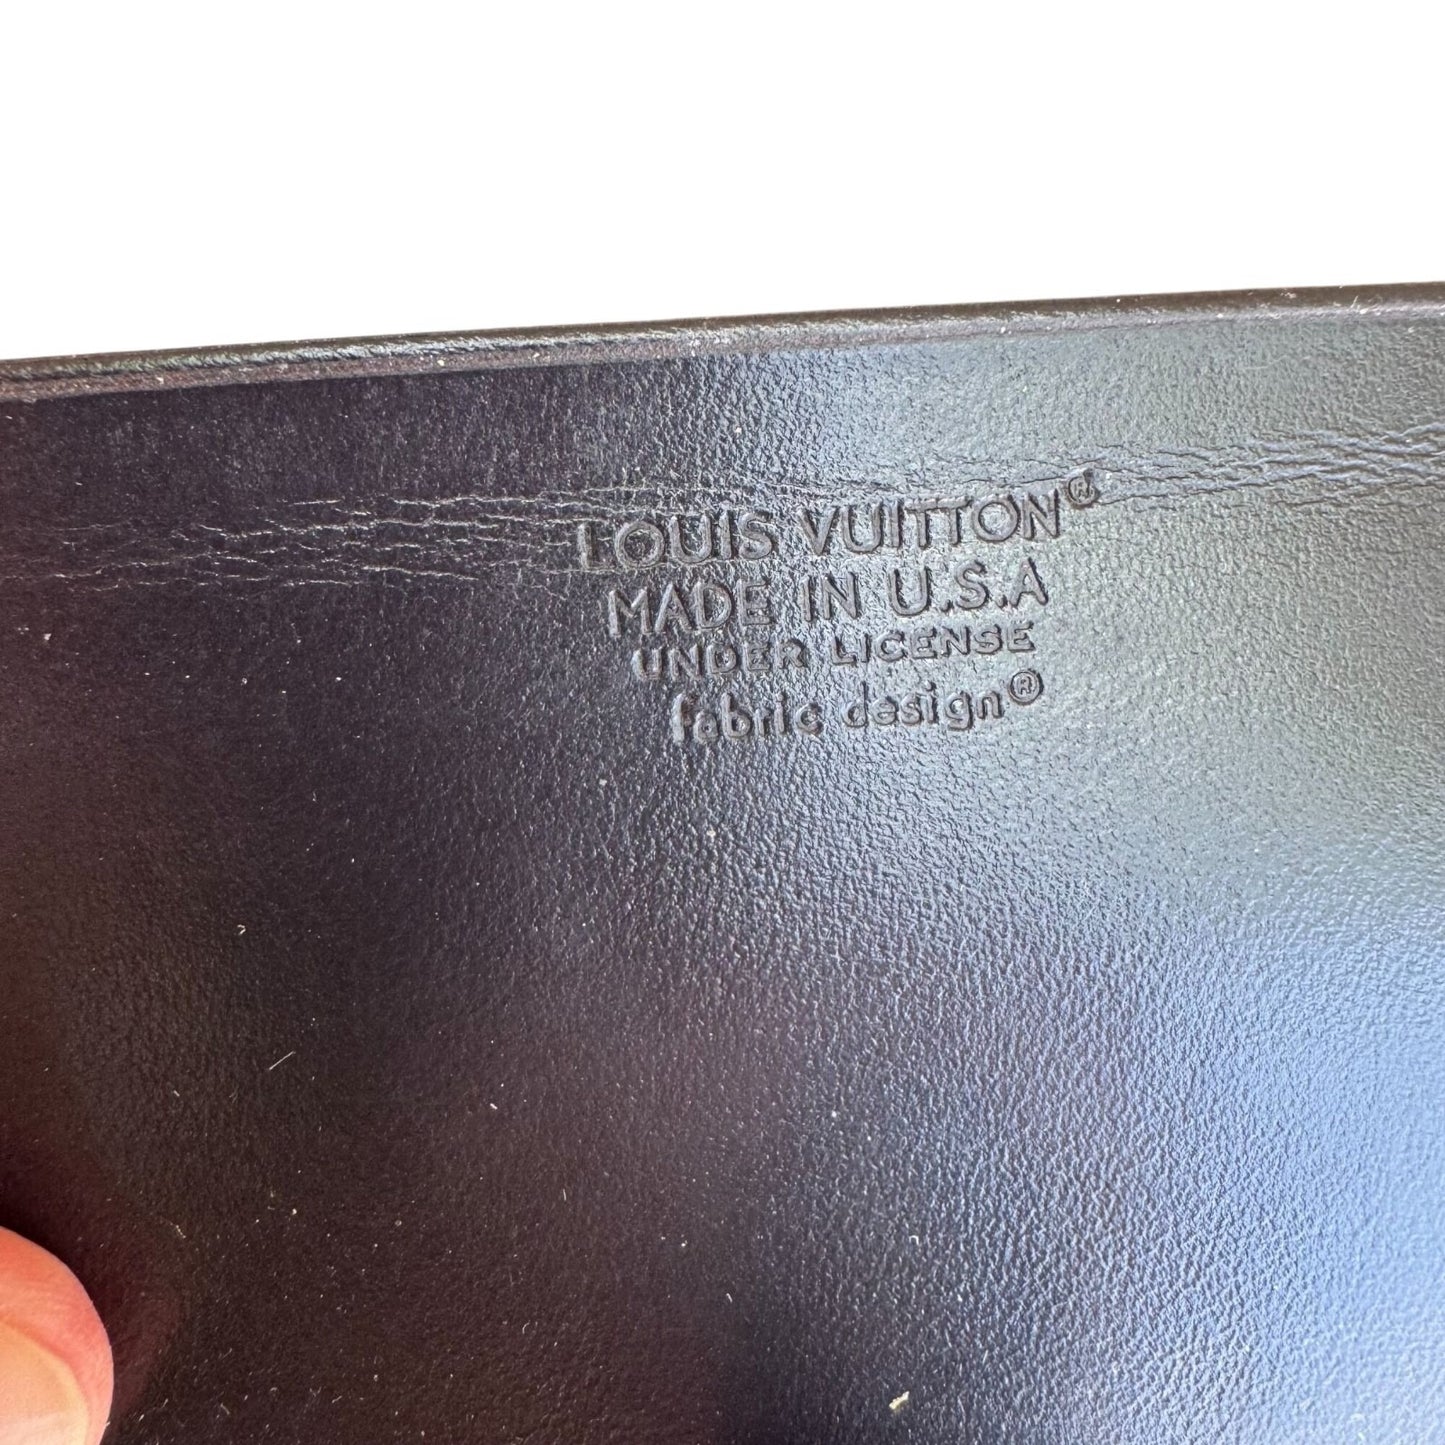 LOUIS VUITTON®
MADE IN U.S.A
UNDER LICENSE
fabric design®